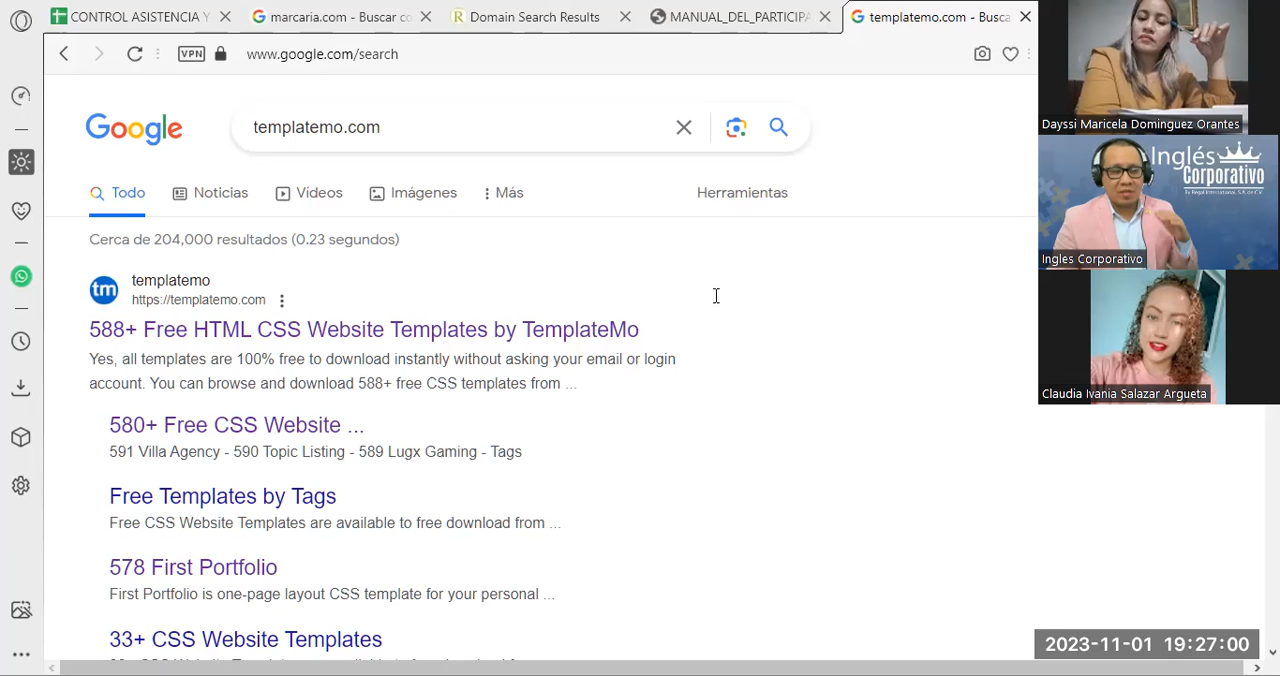 CONTROL ASISTENCIA Y
marcaria.com - Buscar co
Domain Search Results
MANUAL_DEL_PARTICIPA
templatemo.com - Busca
VPN
www.google.com/search
Google
templatemo.com
Todo
Noticias
Vídeos
Imágenes
Más
Herramientas
Cerca de 204,000 resultados (0.23 segundos)
tm
templatemo
https://templatemo.com
588+ Free HTML CSS Website Templates by TemplateMo
Yes, all templates are 100% free to download instantly without asking your email or login
account. You can browse and download 588+ free CSS templates from ...
580+ Free CSS Website ...
591 Villa Agency - 590 Topic Listing - 589 Lugx Gaming - Tags
Free Templates by Tags
Free CSS Website Templates are available to free download from ...
578 First Portfolio
First Portfolio is one-page layout CSS template for your personal ...
33+ CSS Website Templates
Dayssi Maricela Dominguez Orantes
Inglés
Corporativo
By Regal International, S.A. de C.V.
Ingles Corporativo
Claudia Ivania Salazar Argueta
2023-11-01 19:27:00